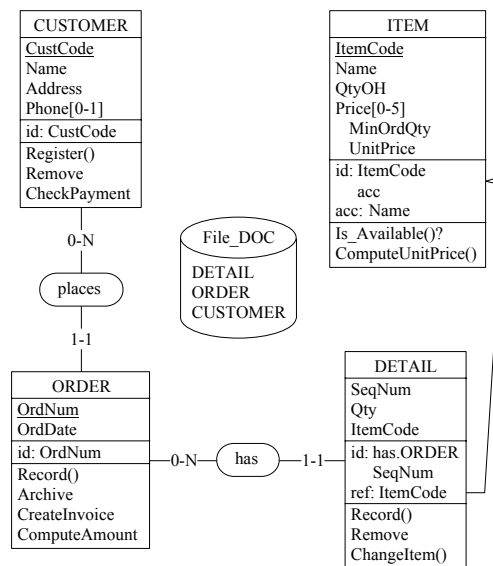 CUSTOMER
CustCode
Name
Address
Phone[0-1]
id: CustCode
Register()
Remove
CheckPayment
ITEM
ItemCode
Name
QtyOH
Price[0-5]
MinOrdQty
UnitPrice
id: ItemCode
acc
acc: Name
Is_Available()?
ComputeUnitPrice()
0-N
places
1-1
File_DOC
DETAIL
ORDER
CUSTOMER
ORDER
OrdNum
OrdDate
id: OrdNum
Record()
Archive
CreateInvoice
ComputeAmount
0-N
has
1-1
DETAIL
SeqNum
Qty
ItemCode
id: has.ORDER
SeqNum
ref: ItemCode
Record()
Remove
ChangeItem()